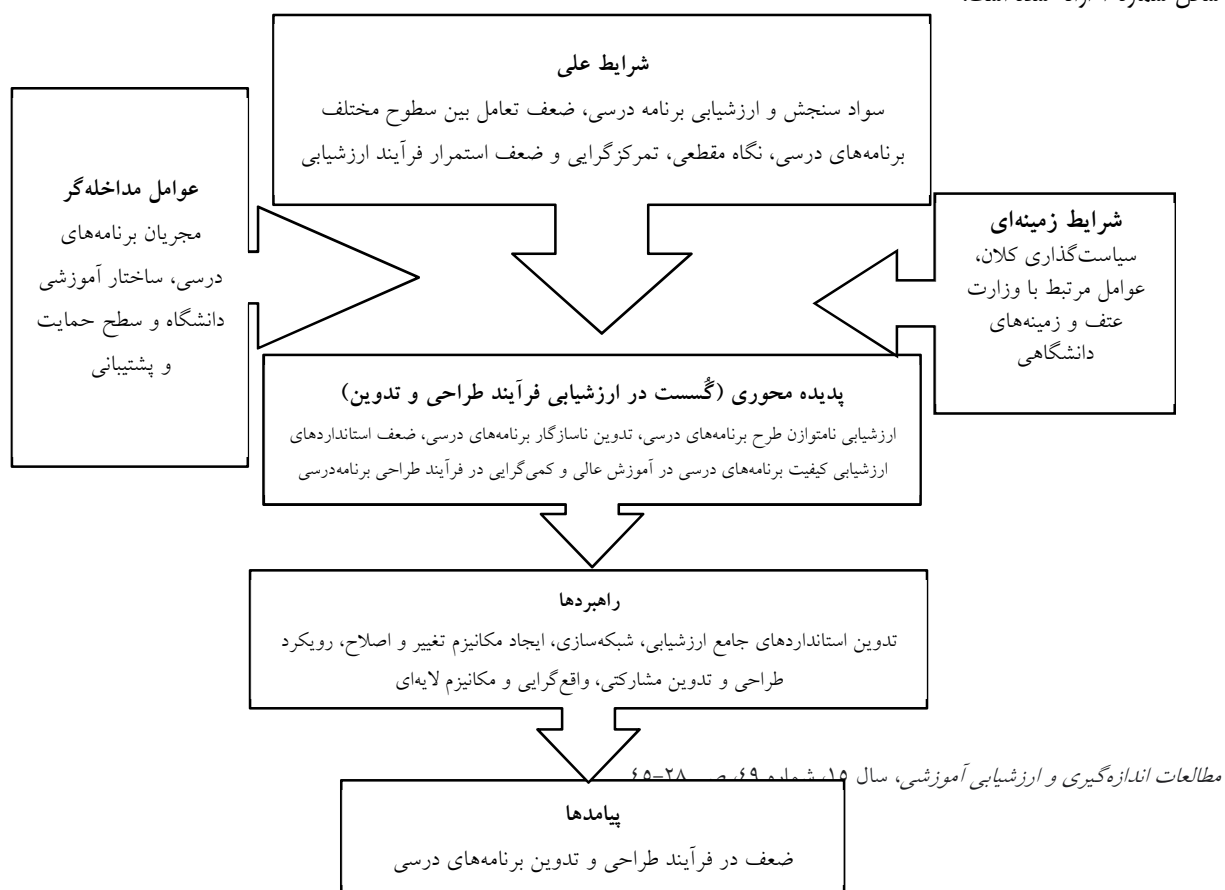 شرایط علی
سواد سنجش و ارزشیابی برنامه درسی، ضعف تعامل بین سطوح مختلف
برنامه‌های درسی، نگاه مقطعی، تمرکزگرایی و ضعف استمرار فرآیند ارزشیابی
شرایط زمینه‌ای
سیاست‌گذاری کلان،
عوامل مرتبط با وزارت
عتف و زمینه‌های
دانشگاهی
عوامل مداخله‌گر
مجریان برنامه‌های
درسی، ساختار آموزشی
دانشگاه و سطح حمایت
و پشتیبانی
پدیده محوری (گُسست در ارزشیابی فرآیند طراحی و تدوین)
ارزشیابی نامتوازن طرح برنامه‌های درسی، تدوین ناسازگار برنامه‌های درسی، ضعف استانداردهای
ارزشیابی کیفیت برنامه‌های درسی در آموزش عالی و کمی‌گرایی در فرآیند طراحی برنامه‌درسی
راهبردها
تدوین استانداردهای جامع ارزشیابی، شبکه‌سازی، ایجاد مکانیزم تغییر و اصلاح، رویکرد
طراحی و تدوین مشارکتی، واقع‌گرایی و مکانیزم لایه‌ای
مطالعات اندازه‌گیری و ارزشیابی آموزشی، سال ۱۵، شماره ۴۹، ص ۲۸-۴۵
پیامدها
ضعف در فرآیند طراحی و تدوین برنامه‌های درسی